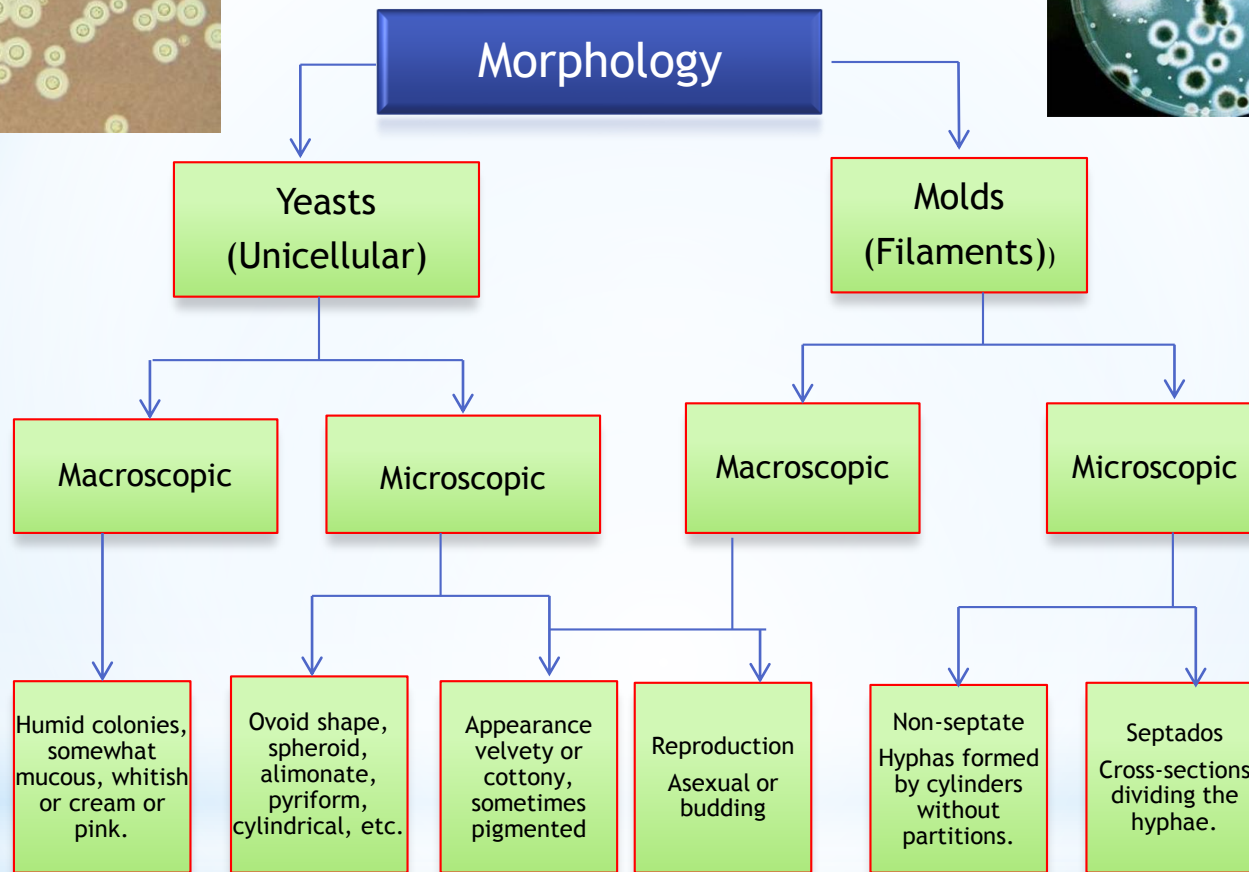 Morphology
Yeasts
(Unicellular)
Molds
(Filaments))
Macroscopic
Microscopic
Macroscopic
Microscopic
Humid colonies,
somewhat
mucous, whitish
or cream or
pink.
Ovoid shape,
spheroid,
alimonate,
pyriform,
cylindrical, etc.
Appearance
velvety or
cottony,
sometimes
pigmented
Reproduction
Asexual or
budding
Non-septate
Hyphas formed
by cylinders
without
partitions.
Septados
Cross-sections
dividing the
hyphae.